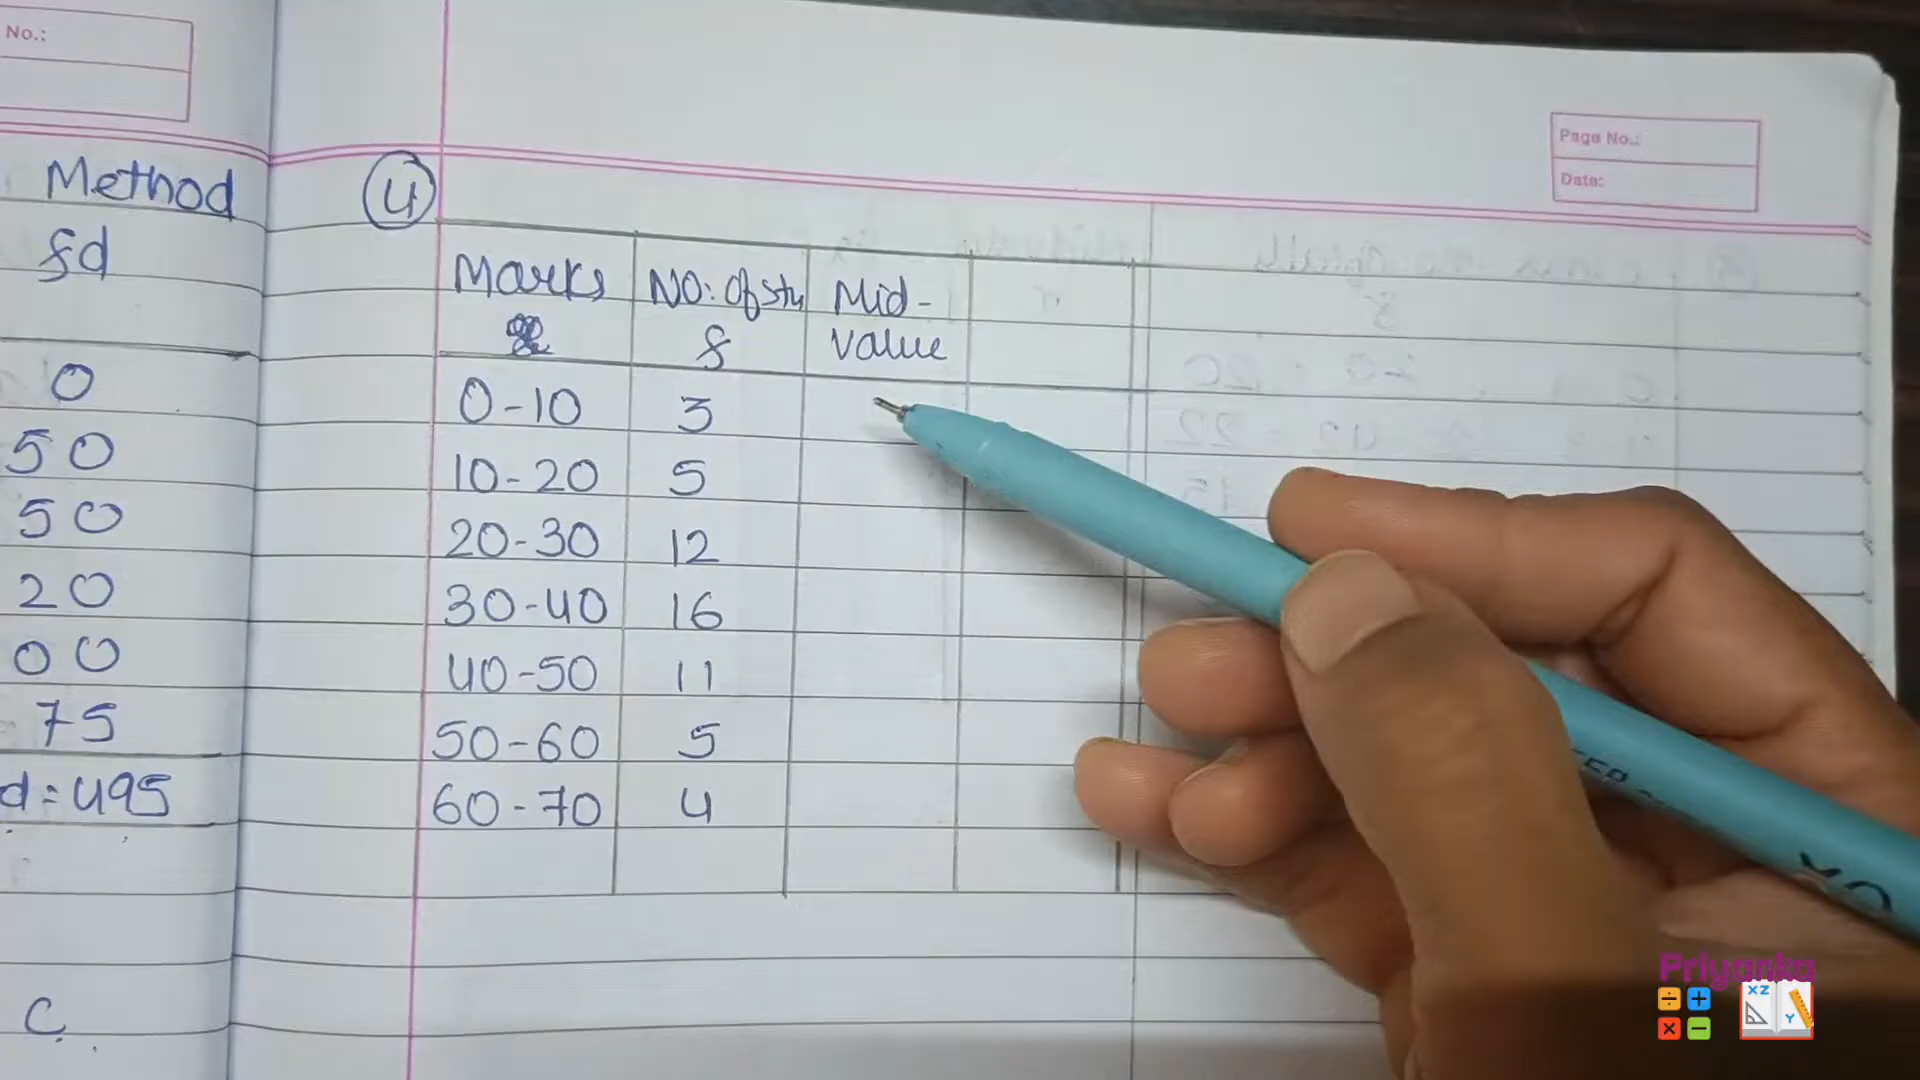 No.:
Method
fd
0
50
50
20
00
75
d=495
C
Page No.:
Date:
4
Marks No: Of stu Mid-
f value
0-10 3
10-20 5
20-30 12
30-40 16
40-50 11
50-60 5
60-70 4
Priyanka
XZ
Y